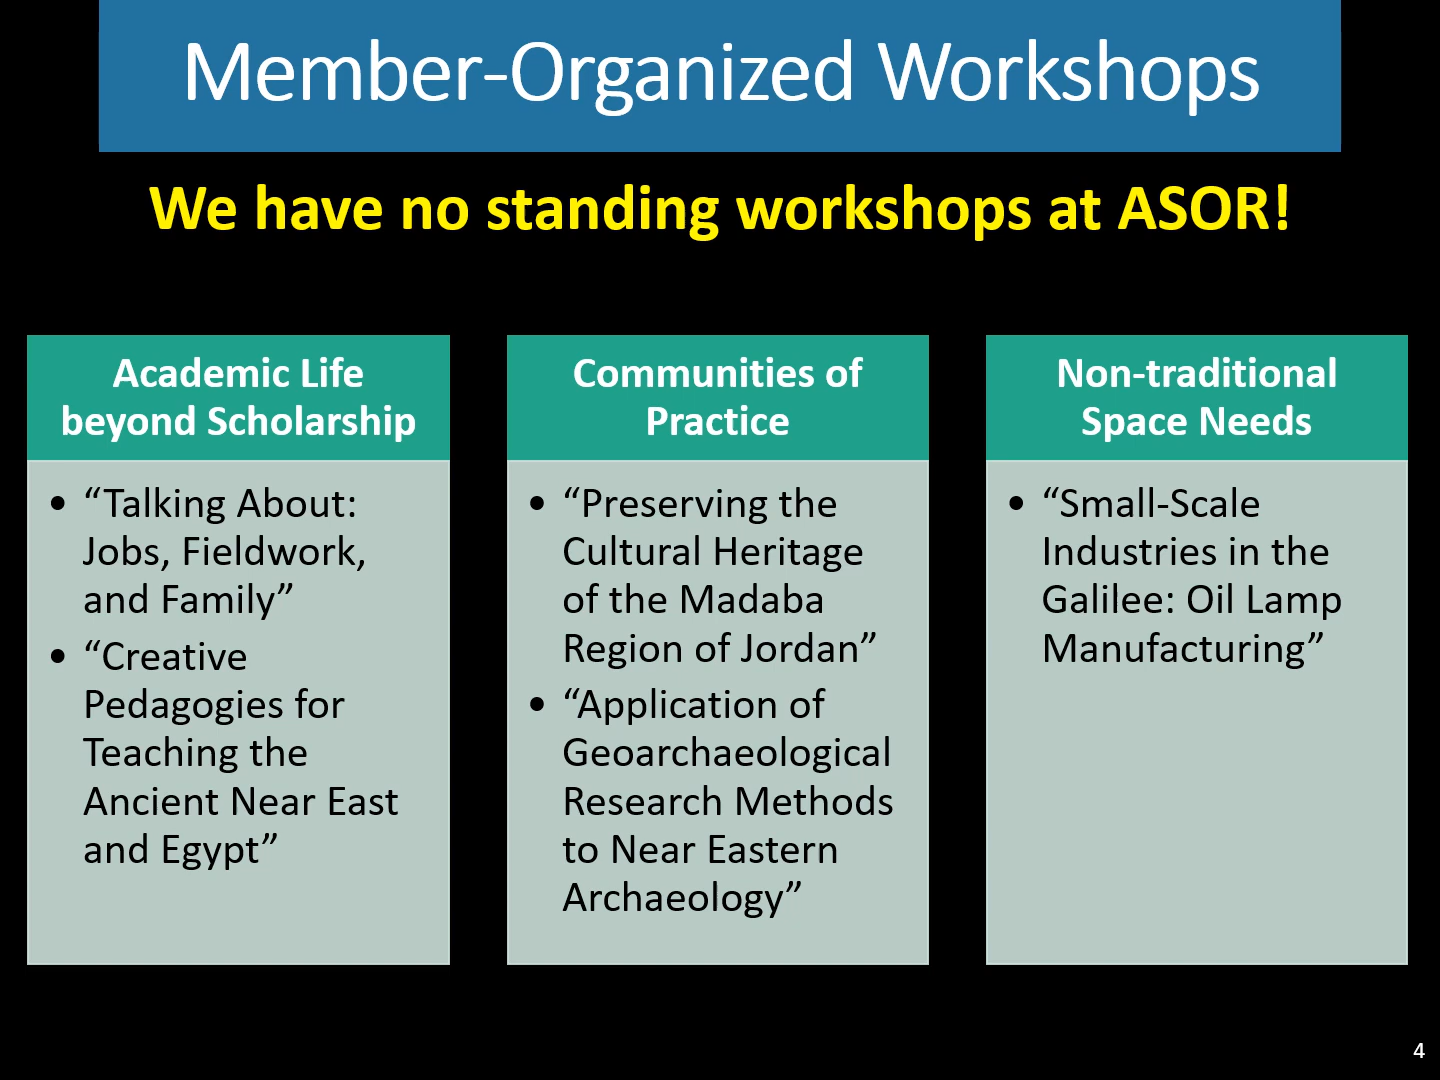 Member-Organized Workshops
We have no standing workshops at ASOR!
Academic Life
beyond Scholarship
• “Talking About:
Jobs, Fieldwork,
and Family”
• “Creative
Pedagogies for
Teaching the
Ancient Near East
and Egypt”
Communities of
Practice
• “Preserving the
Cultural Heritage
of the Madaba
Region of Jordan”
• “Application of
Geoarchaeological
Research Methods
to Near Eastern
Archaeology”
Non-traditional
Space Needs
• “Small-Scale
Industries in the
Galilee: Oil Lamp
Manufacturing”
4